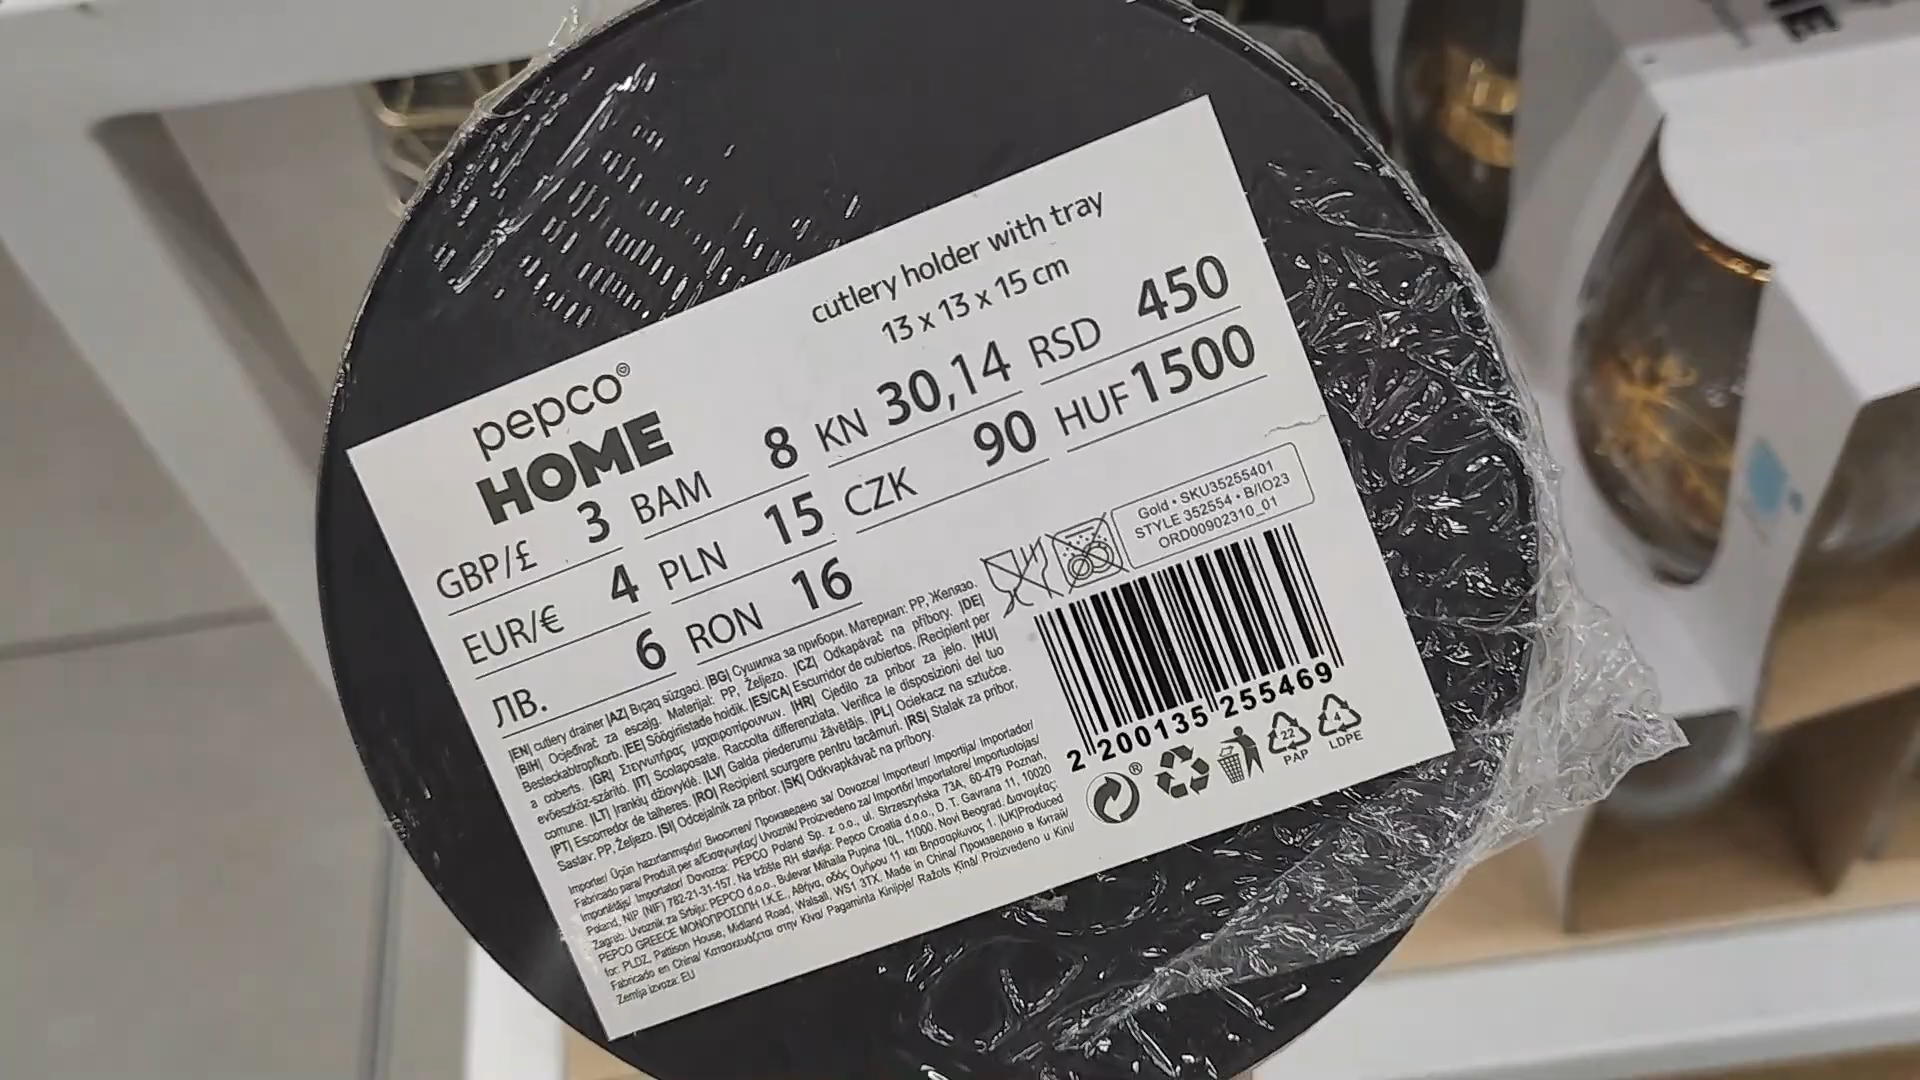 cutlery holder with tray
13 x 13 x 15 cm
pepco
HOME
GBP/£ 3 BAM 8 KN 30,14 RSD 450
EUR/€ 4 PLN 15 CZK 90 HUF 1500
ЛВ. 6 RON 16
Gold • SKU35255401
STYLE 352554 • B/IO23
ORD00902310_01
|EN| cutlery drainer |AZ| Bıçaq süzgəci. |BG| Сушилка за прибори. Материал: PP, Желязо.
|BIH| Ocjeđivač za escajg. Materijal: PP, Željezo. |CZ| Odkapávač na příbory. |DE|
Besteckabtropfkorb. |EE| Söögiriistade hoidik. |ES/CA| Escurridor de cubiertos. /Recipient per
a coberts. |GR| Στεγνωτήρας μαχαιροπίρουνων. |HR| Cjedilo za pribor za jelo. |HU|
evőeszköz-szárító. |IT| Scolaposate. Raccolta differenziata. Verifica le disposizioni del tuo
comune. |LT| Įrankių džiovyklė. |LV| Galda piederumu žāvētājs. |PL| Ociekacz na sztućce.
|PT| Escorredor de talheres. |RO| Recipient scurgere pentru tacâmuri. |RS| Stalak za pribor.
Sastav: PP, Željezo. |SI| Odcejalnik za pribor. |SK| Odkvapkávač na príbory.
Importer/ Üçün hazırlanmışdır/ Вносител/ Произведено за/ Dovozce/ Importeur/ Importija/ Importador/
Fabricado para/ Produït per a/Εισαγωγέας/ Uvoznik/ Proizvedeno za/ Importőr/ Importatore/ Importuotojas/
Importētājs/ Importator/ Dovozca: PEPCO Poland Sp. z o.o., ul. Strzeszyńska 73A, 60-479 Poznań,
Poland, NIP (NIF) 782-21-31-157. Na tržište RH stavlja: Pepco Croatia d.o.o., D. T. Gavrana 11, 10020
Zagreb. Uvoznik za Srbiju: PEPCO d.o.o., Bulevar Mihaila Pupina 10L, 11000, Novi Beograd. Διανομέας:
PEPCO GREECE ΜΟΝΟΠΡΟΣΩΠΗ Ι.Κ.Ε., Αθήνα, οδός Ομήρου 11 και Βησσαρίωνος 1. |UK|Produced
for: PLDZ, Pattison House, Midland Road, Walsall, WS1 3TX. Made in China/ Произведено в Китай/
Fabricado en China/ Κατασκευάζεται στην Κίνα/ Pagaminta Kinijoje/ Ražots Ķīnā/ Proizvedeno u Kini/
Zemlja izvoza: EU
2 200135 255469
22
PAP
4
LDPE